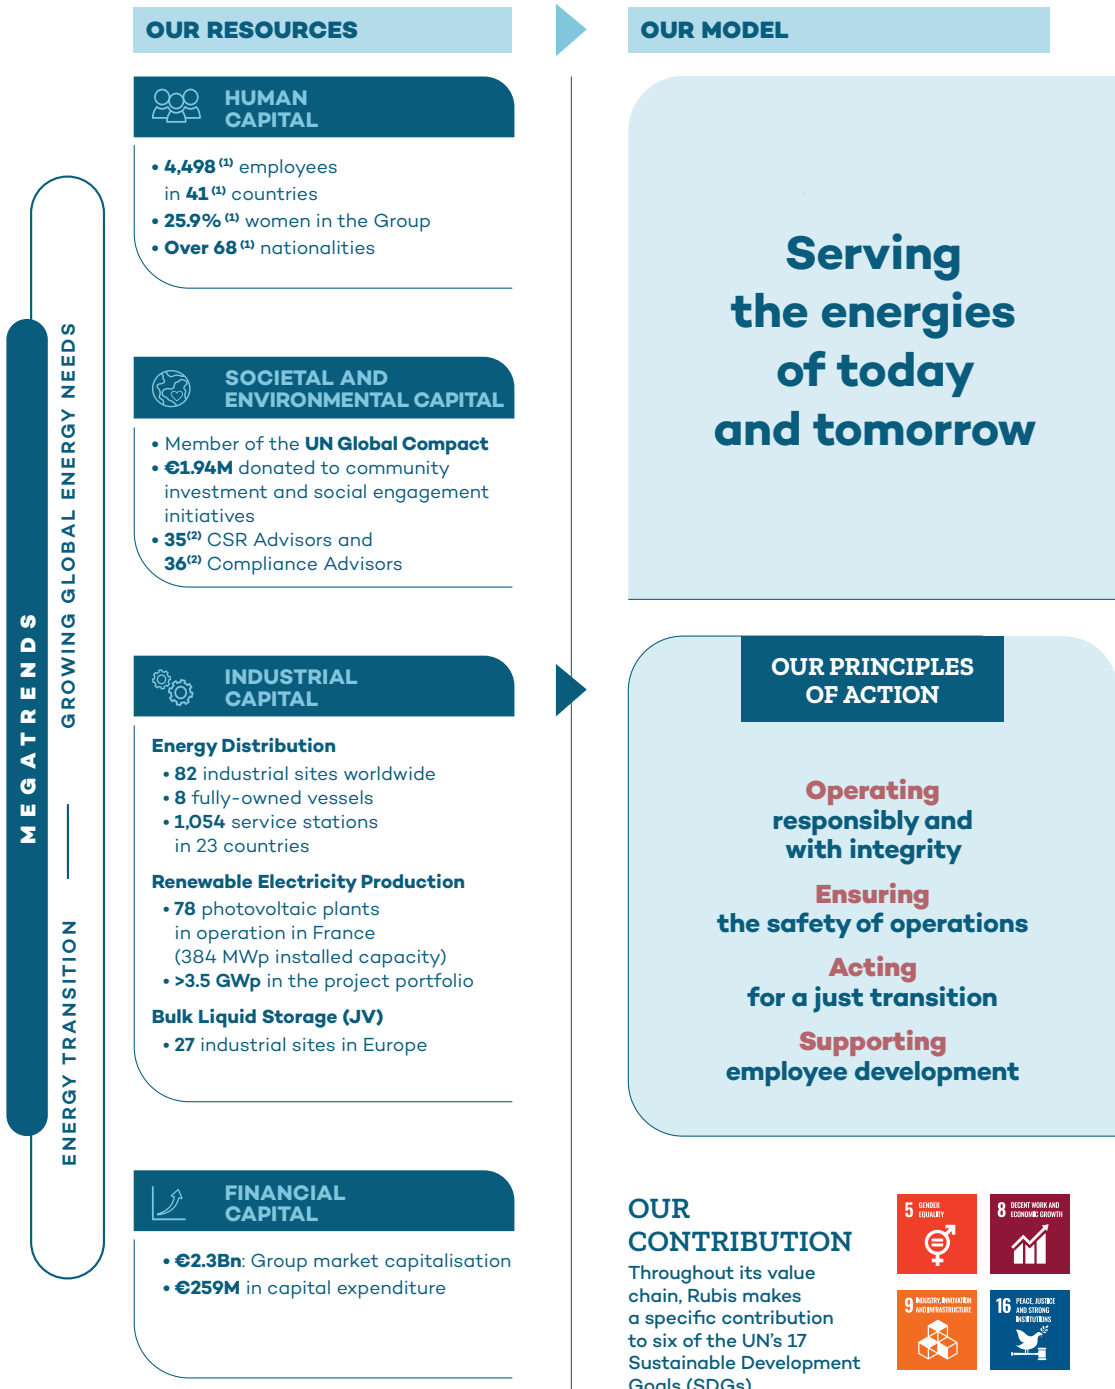 OUR RESOURCES
HUMAN
CAPITAL
• 4,498 (1) employees
in 41 (1) countries
• 25.9% (1) women in the Group
• Over 68 (1) nationalities
SOCIETAL AND
ENVIRONMENTAL CAPITAL
• Member of the UN Global Compact
• €1.94M donated to community
investment and social engagement
initiatives
• 35(2) CSR Advisors and
36(2) Compliance Advisors
INDUSTRIAL
CAPITAL
Energy Distribution
• 82 industrial sites worldwide
• 8 fully-owned vessels
• 1,054 service stations
in 23 countries
Renewable Electricity Production
• 78 photovoltaic plants
in operation in France
(384 MWp installed capacity)
• >3.5 GWp in the project portfolio
Bulk Liquid Storage (JV)
• 27 industrial sites in Europe
FINANCIAL
CAPITAL
• €2.3Bn: Group market capitalisation
• €259M in capital expenditure
MEGATRENDS
ENERGY TRANSITION
GROWING GLOBAL ENERGY NEEDS
OUR MODEL
Serving
the energies
of today
and tomorrow
OUR PRINCIPLES
OF ACTION
Operating
responsibly and
with integrity
Ensuring
the safety of operations
Acting
for a just transition
Supporting
employee development
OUR
CONTRIBUTION
Throughout its value
chain, Rubis makes
a specific contribution
to six of the UN's 17
Sustainable Development
Goals (SDGs)
5 GENDER
EQUALITY
8 DECENT WORK AND
ECONOMIC GROWTH
9 INDUSTRY, INNOVATION
AND INFRASTRUCTURE
16 PEACE, JUSTICE
AND STRONG
INSTITUTIONS